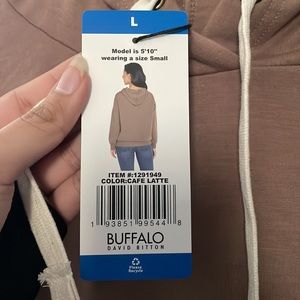 L
Model is 5'10"
wearing a size Small
ITEM #:1291949
COLOR:CAFE LATTE
1 93851 99544 8
BUFFALO
DAVID BITTON
Please
Recycle